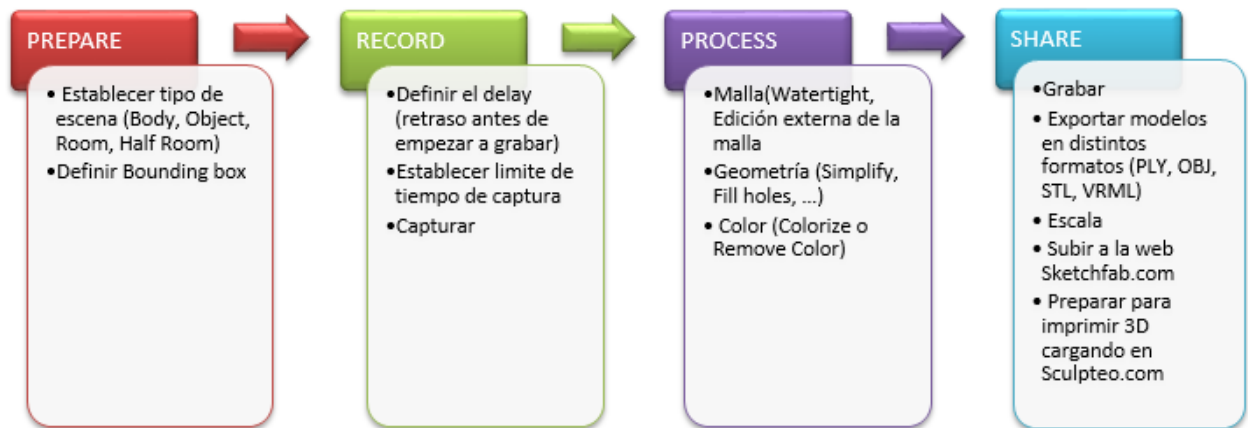 PREPARE
• Establecer tipo de
escena (Body, Object,
Room, Half Room)
•Definir Bounding box
RECORD
•Definir el delay
(retraso antes de
empezar a grabar)
•Establecer limite de
tiempo de captura
•Capturar
PROCESS
•Malla(Watertight,
Edición externa de la
malla
•Geometría (Simplify,
Fill holes, ...)
• Color (Colorize o
Remove Color)
SHARE
•Grabar
• Exportar modelos
en distintos
formatos (PLY, OBJ,
STL, VRML)
• Escala
• Subir a la web
Sketchfab.com
• Preparar para
imprimir 3D
cargando en
Sculpteo.com